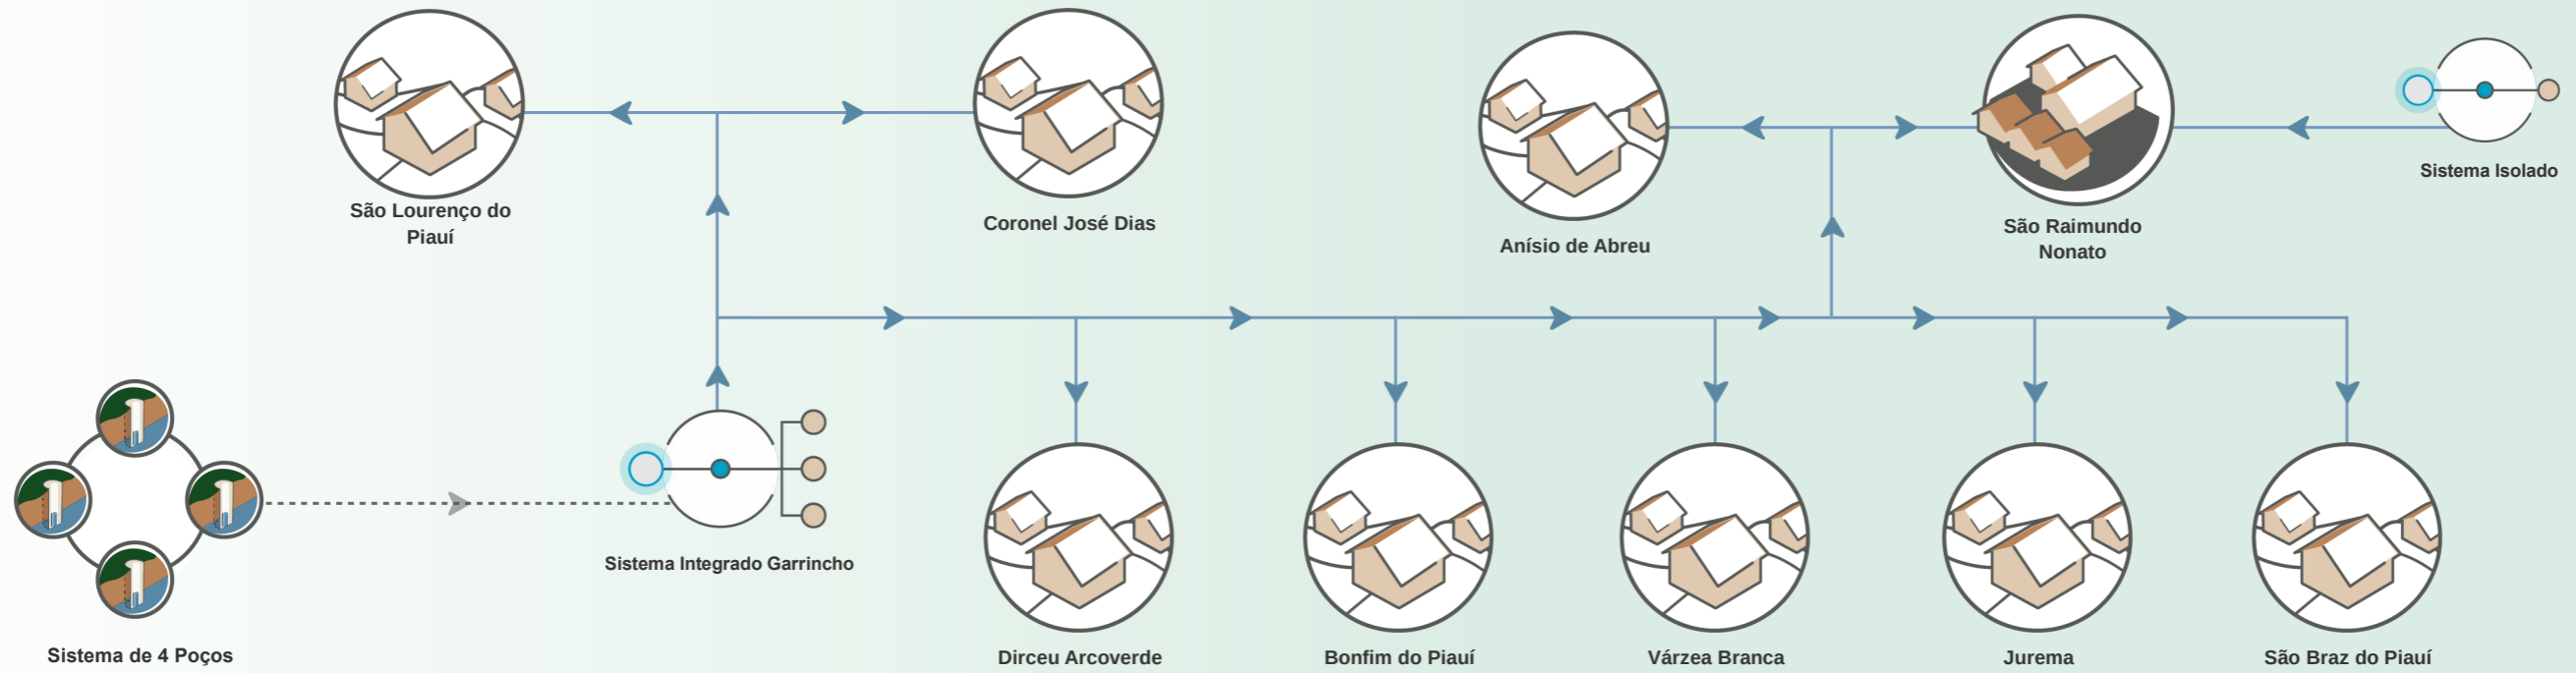 São Lourenço do
Piauí
Coronel José Dias
Anísio de Abreu
São Raimundo
Nonato
Sistema Isolado
Sistema Integrado Garrincho
Sistema de 4 Poços
Dirceu Arcoverde
Bonfim do Piauí
Várzea Branca
Jurema
São Braz do Piauí